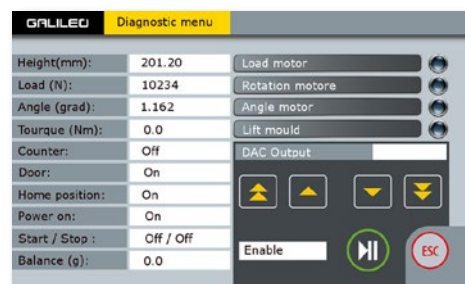 GALILEO Diagnostic menu
Height(mm): 201.20 Load motor
Load (N): 10234 Rotation motore
Angle (grad): 1.162 Angle motor
Tourque (Nm): 0.0 Lift mould
Counter: Off DAC Output
Door: On
Home position: On
Power on: On
Start / Stop : Off / Off
Enable ESC
Balance (g): 0.0